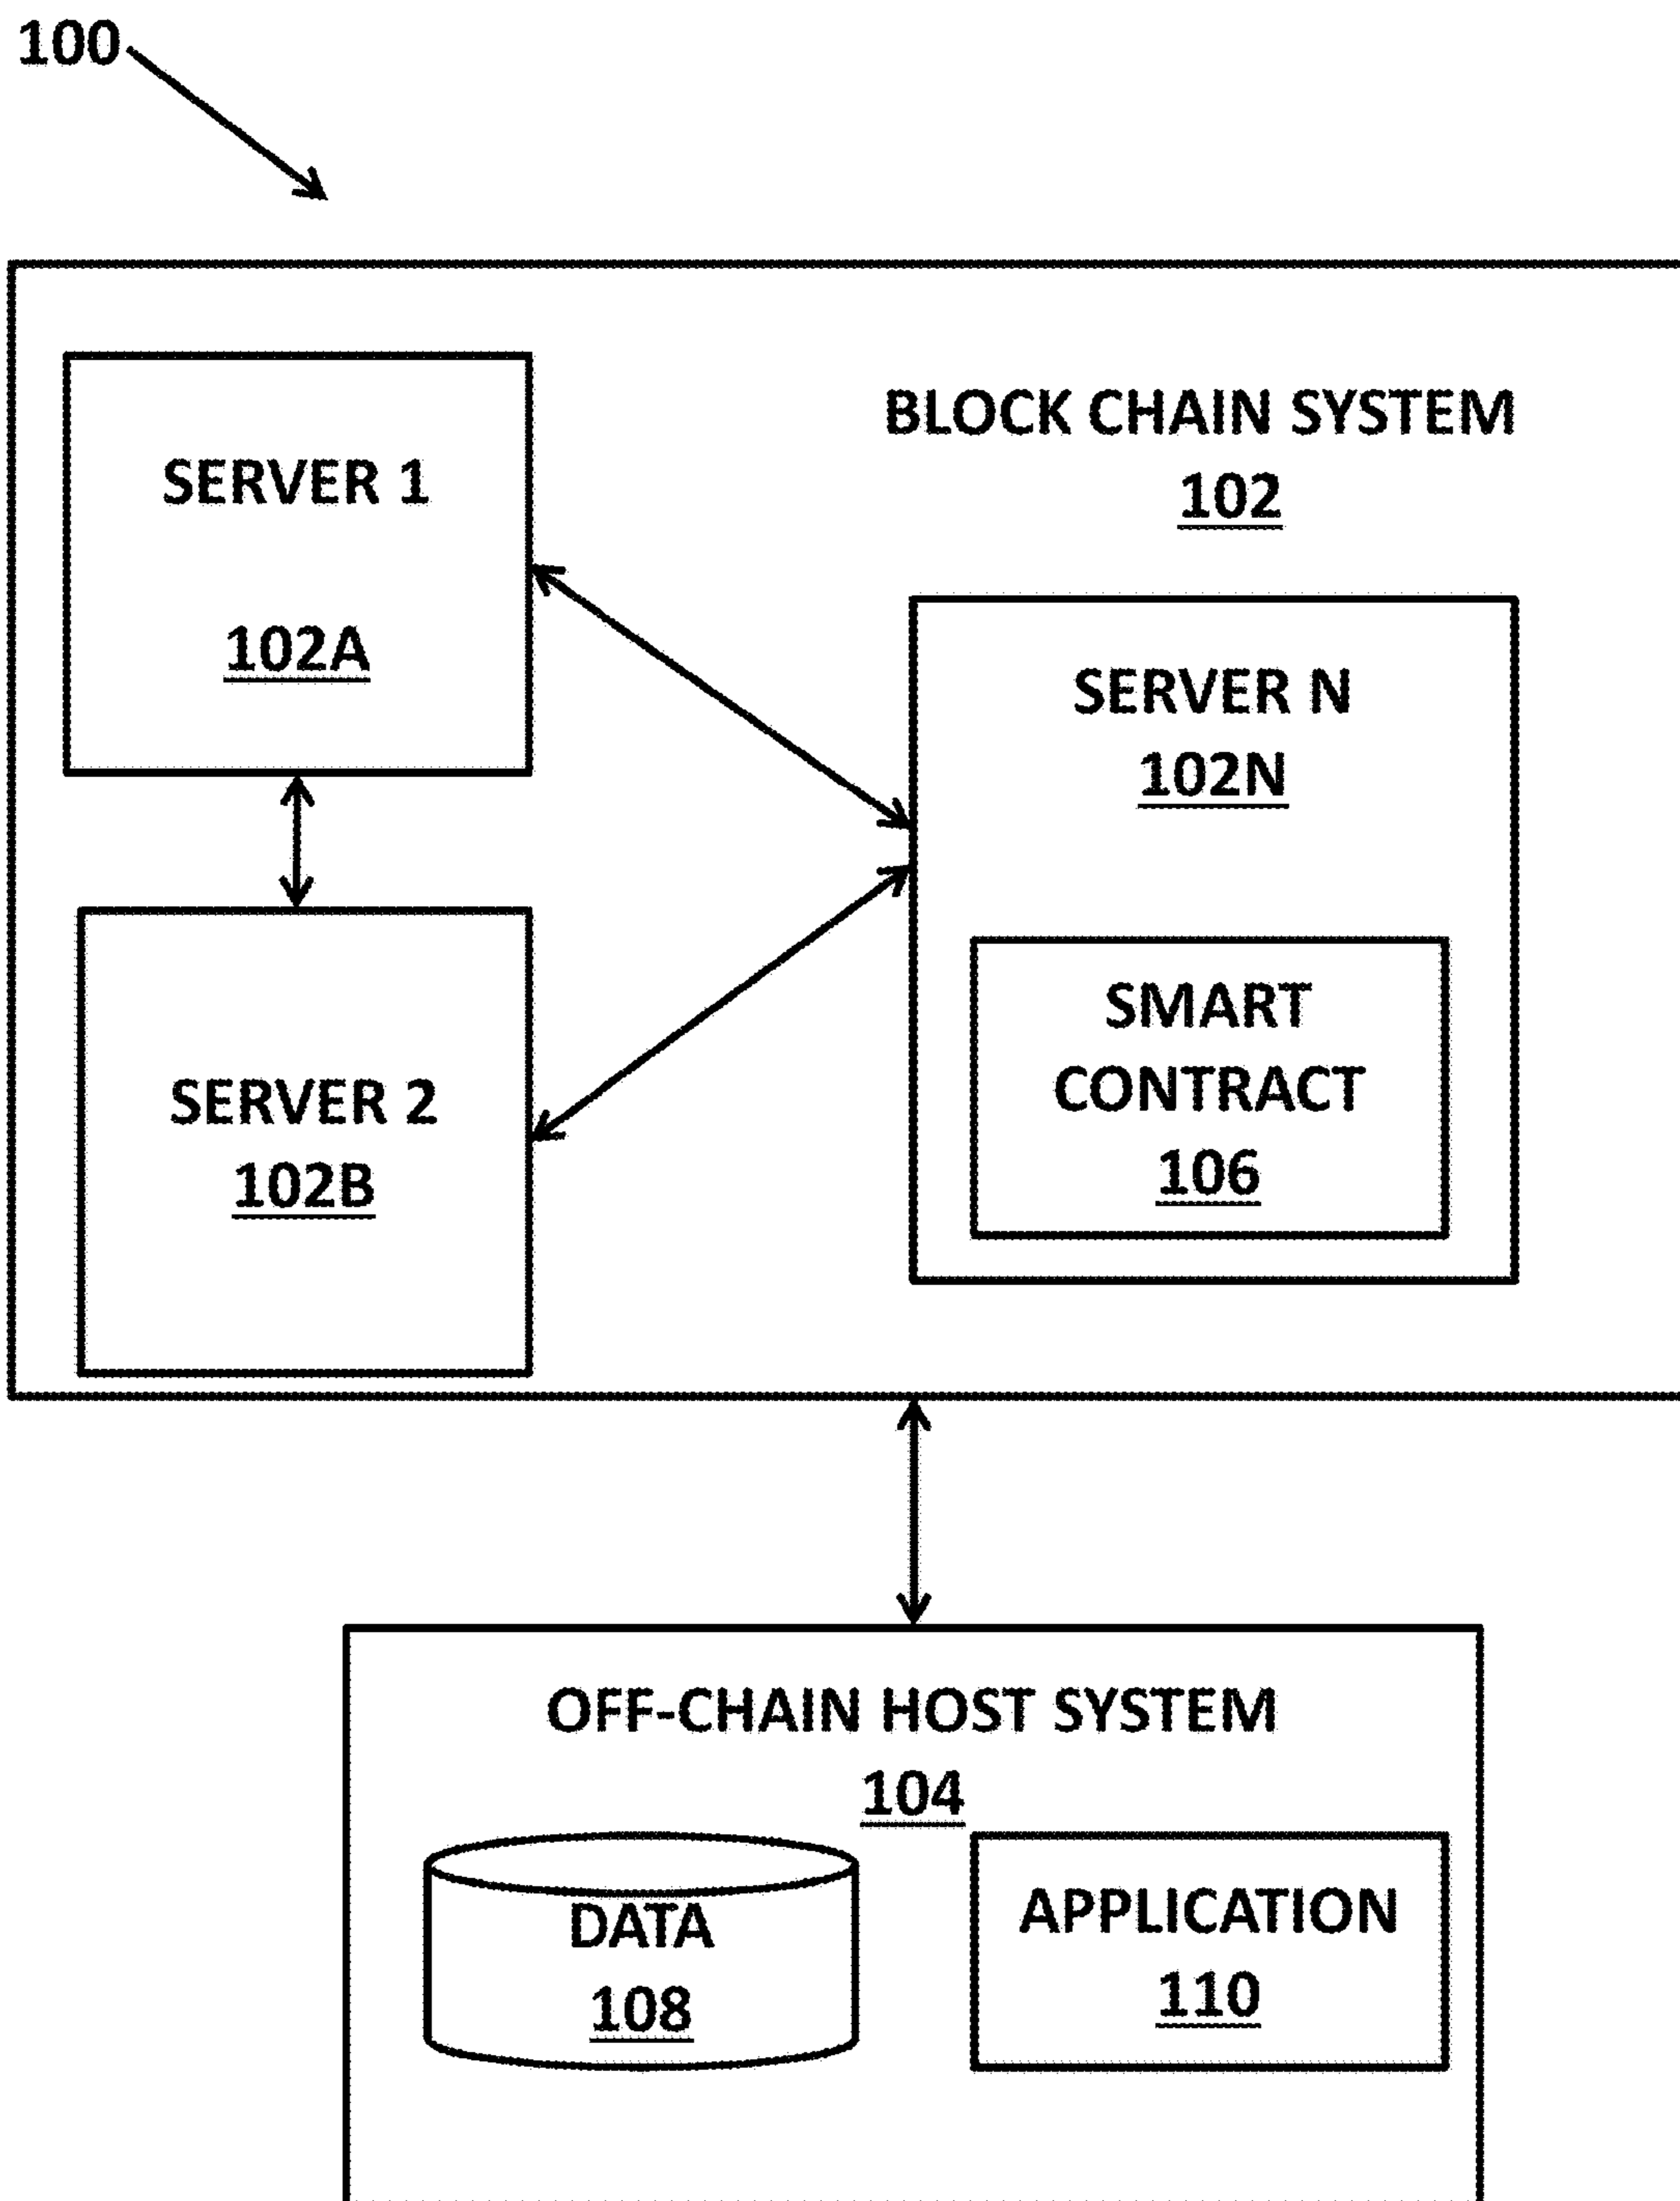 100
SERVER 1
102A
BLOCK CHAIN SYSTEM
102
SERVER N
102N
SMART
CONTRACT
106
SERVER 2
102B
OFF-CHAIN HOST SYSTEM
104
DATA
108
APPLICATION
110